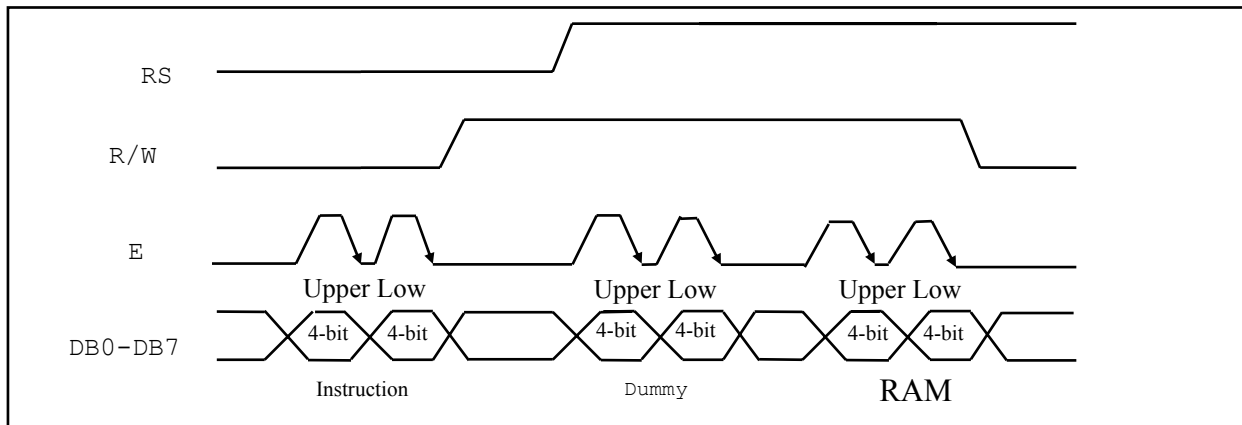 RS
R/W
E
Upper Low Upper Low Upper Low
DB0-DB7 4-bit 4-bit 4-bit 4-bit 4-bit 4-bit
Instruction Dummy RAM